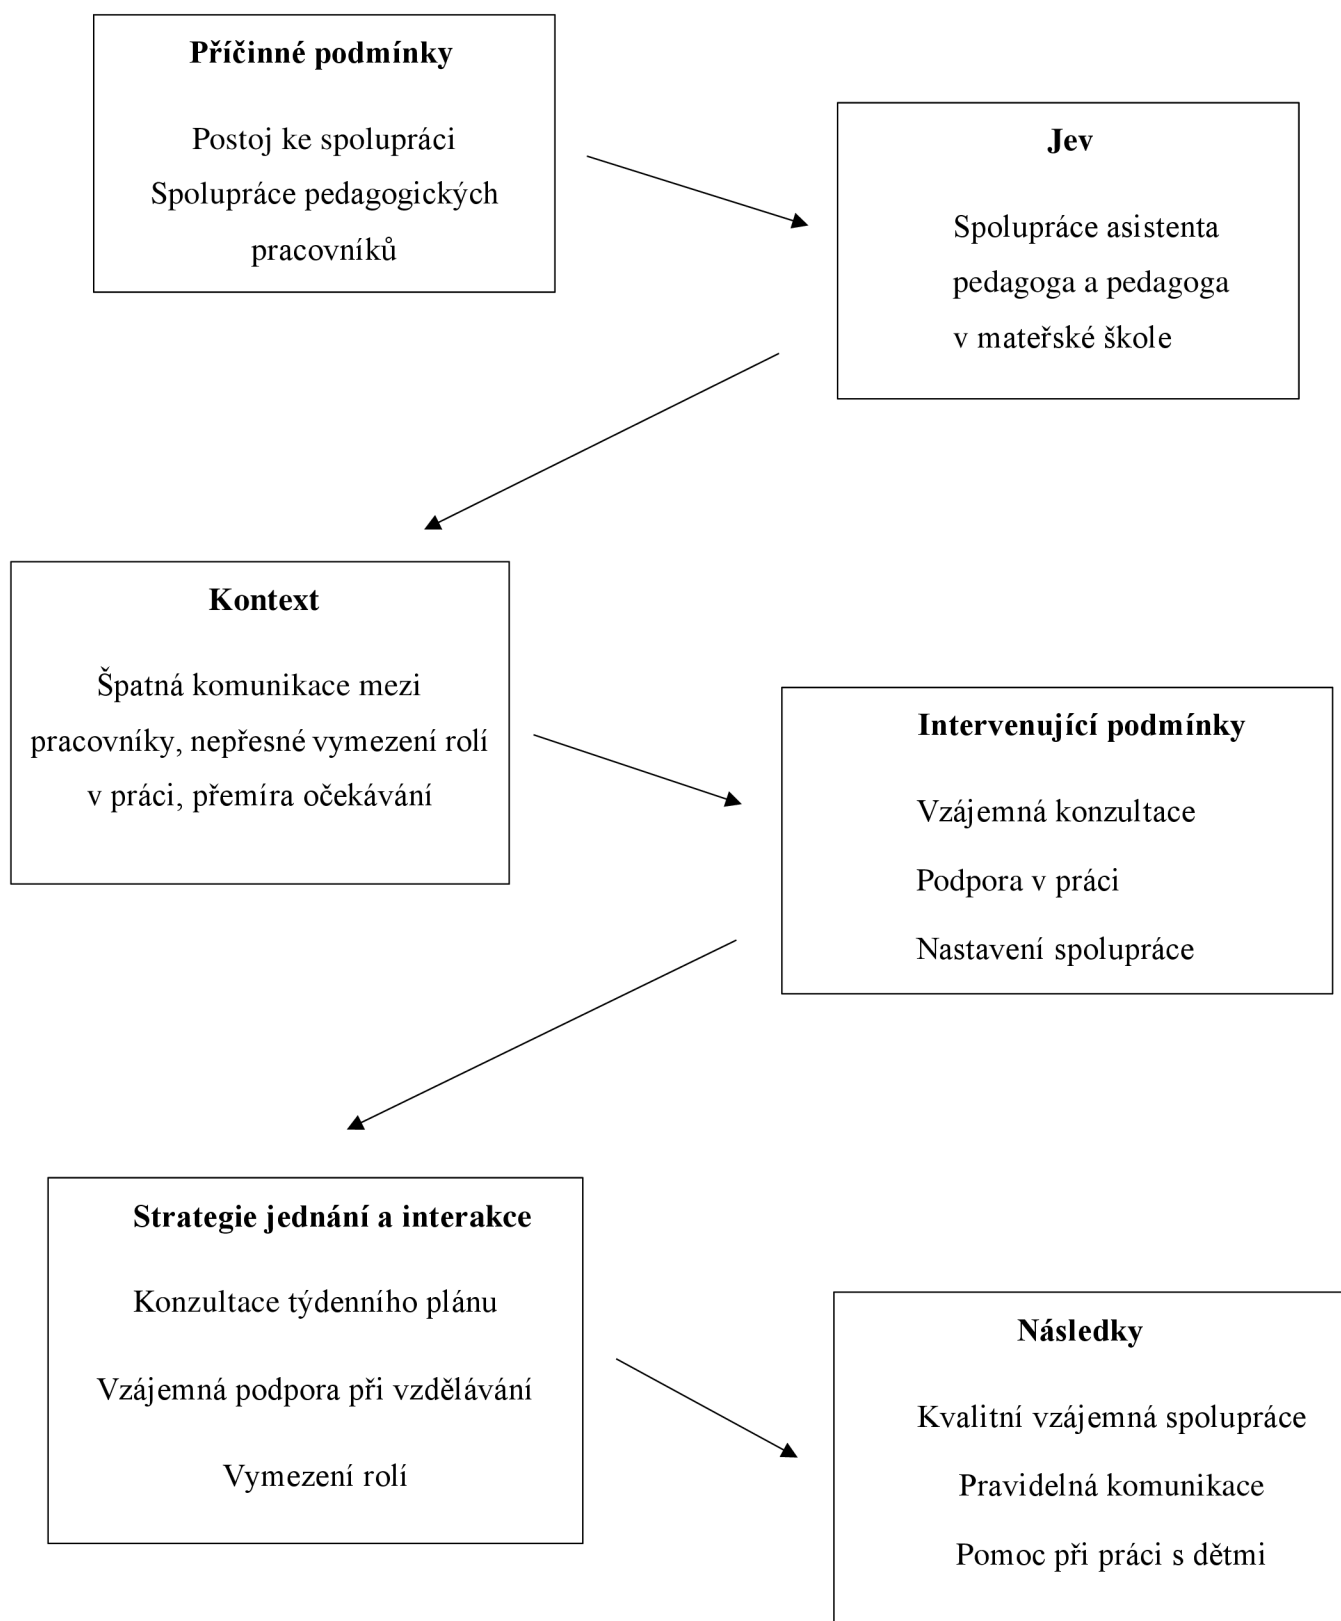 Příčinné podmínky
Postoj ke spolupráci
Spolupráce pedagogických
pracovníků
Jev
Spolupráce asistenta
pedagoga a pedagoga
v mateřské škole
Kontext
Špatná komunikace mezi
pracovníky, nepřesné vymezení rolí
v práci, přemíra očekávání
Intervenující podmínky
Vzájemná konzultace
Podpora v práci
Nastavení spolupráce
Strategie jednání a interakce
Konzultace týdenního plánu
Vzájemná podpora při vzdělávání
Vymezení rolí
Následky
Kvalitní vzájemná spolupráce
Pravidelná komunikace
Pomoc při práci s dětmi